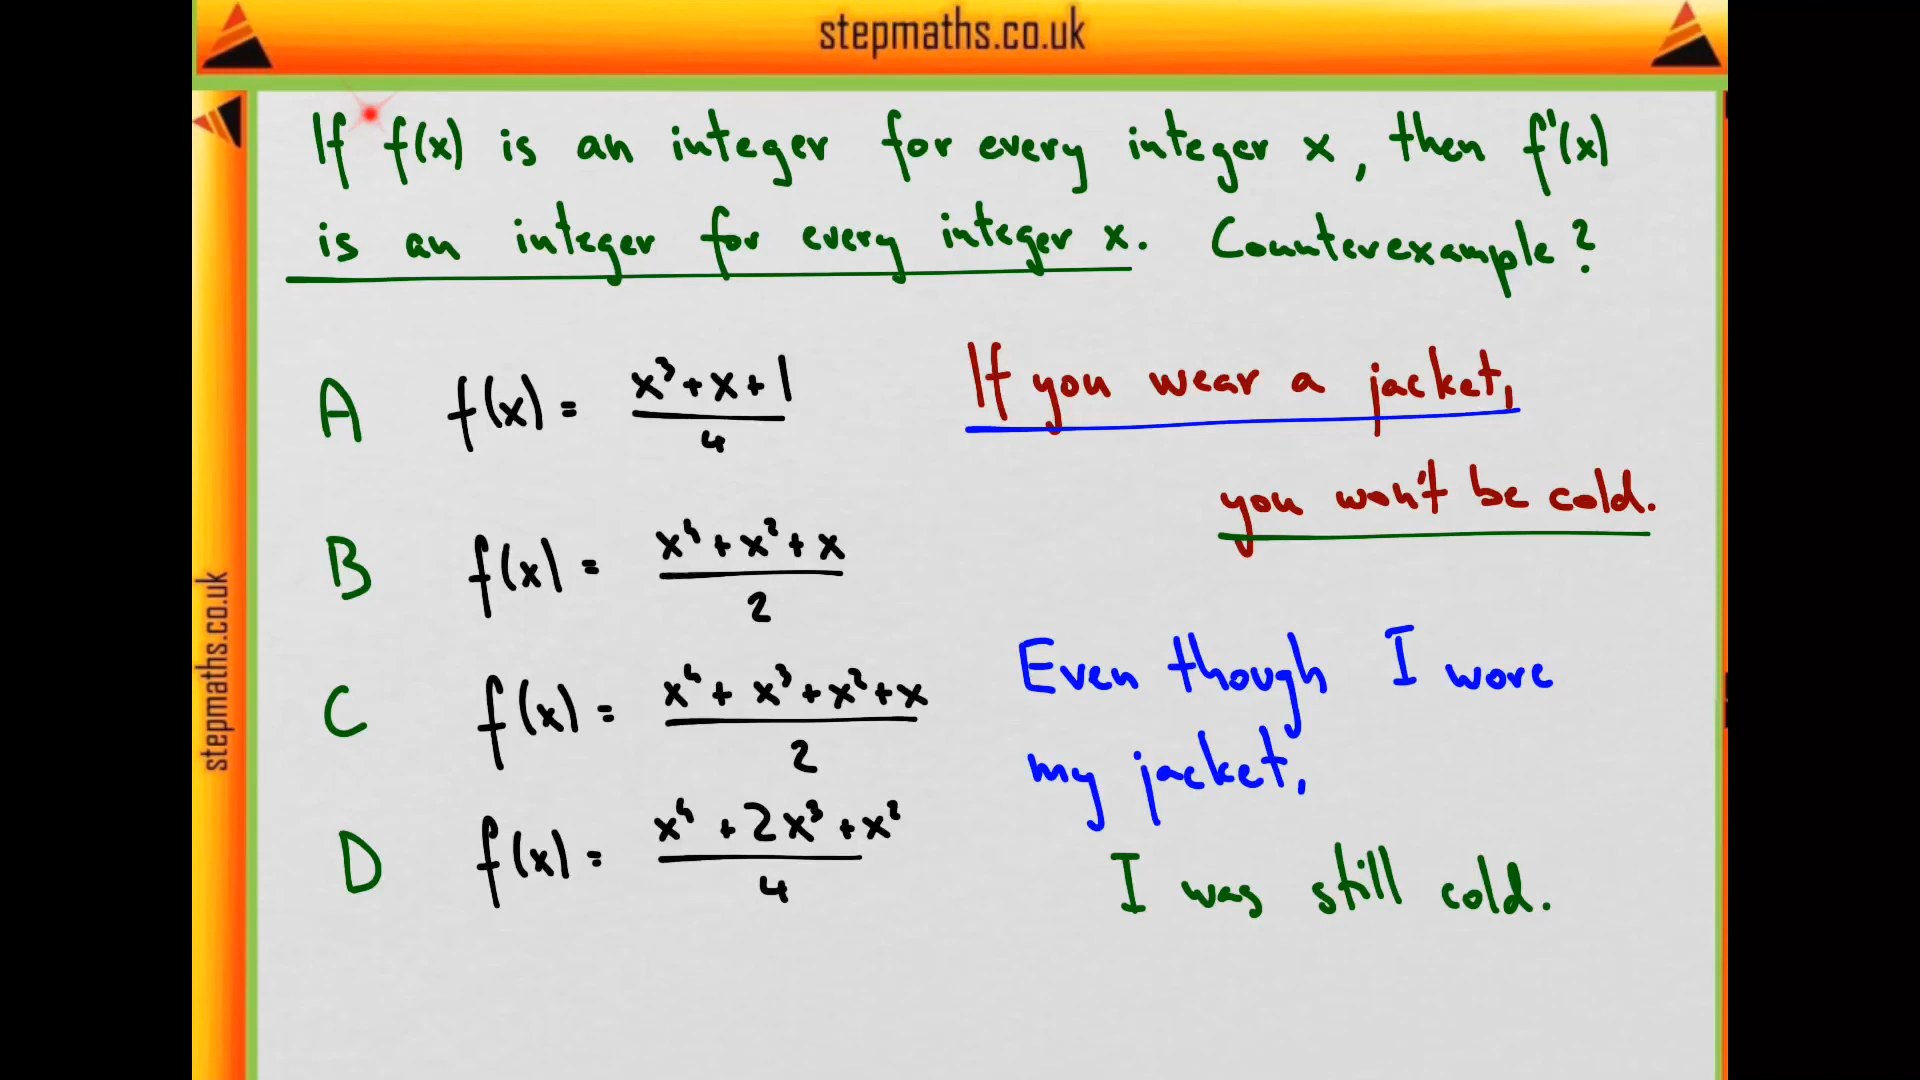 stepmaths.co.uk
If f(x) is an integer for every integer x, then f'(x)
is an integer for every integer x. Counterexample?
A f(x) = (x³ + x + 1)/4
If you wear a jacket,
you won't be cold.
B f(x) = (x⁴ + x² + x)/2
C f(x) = (x⁴ + x³ + x² + x)/2
D f(x) = (x⁴ + 2x³ + x²)/4
Even though I wore
my jacket,
I was still cold.
stepmaths.co.uk